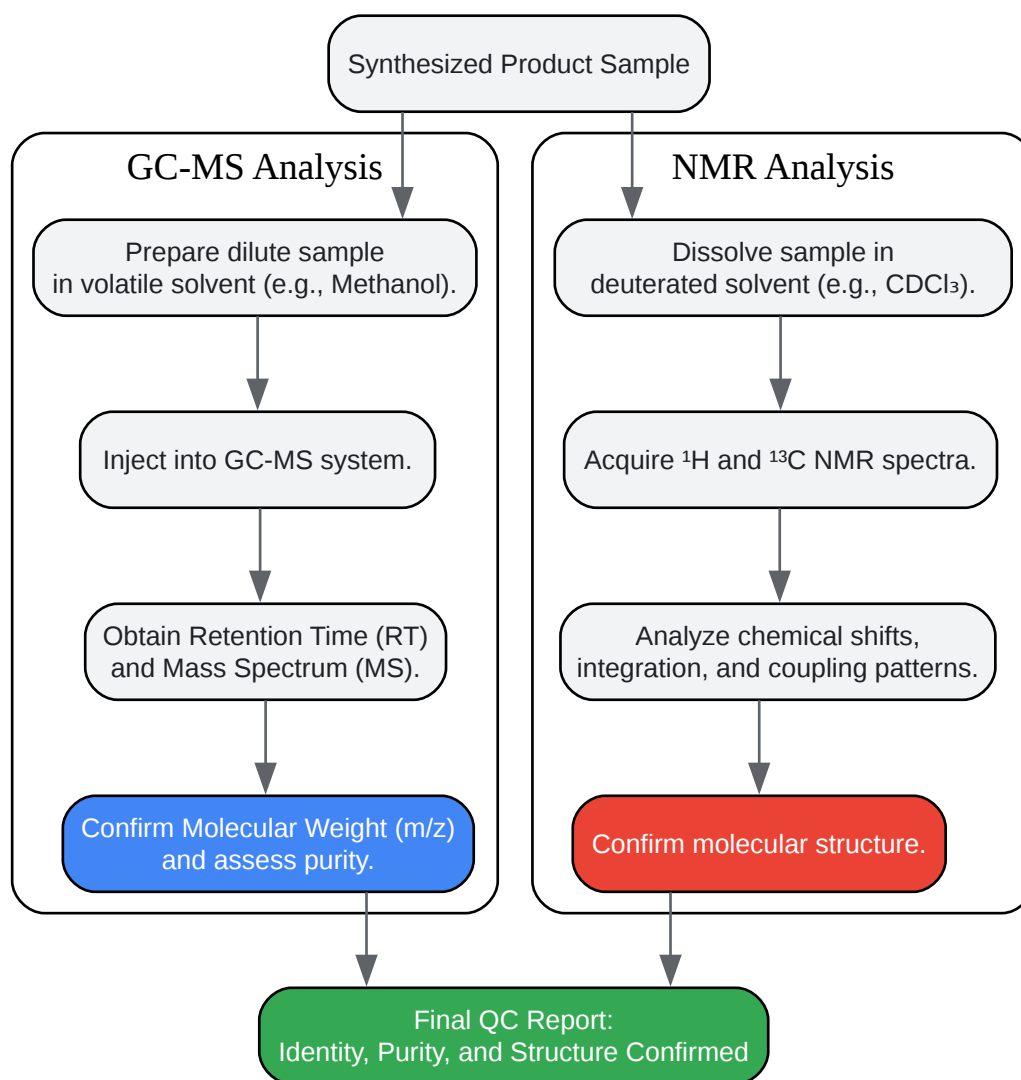 Synthesized Product Sample
GC-MS Analysis
Prepare dilute sample
in volatile solvent (e.g., Methanol).
Inject into GC-MS system.
Obtain Retention Time (RT)
and Mass Spectrum (MS).
Confirm Molecular Weight (m/z)
and assess purity.
NMR Analysis
Dissolve sample in
deuterated solvent (e.g., CDCl₃).
Acquire ¹H and ¹³C NMR spectra.
Analyze chemical shifts,
integration, and coupling patterns.
Confirm molecular structure.
Final QC Report:
Identity, Purity, and Structure Confirmed